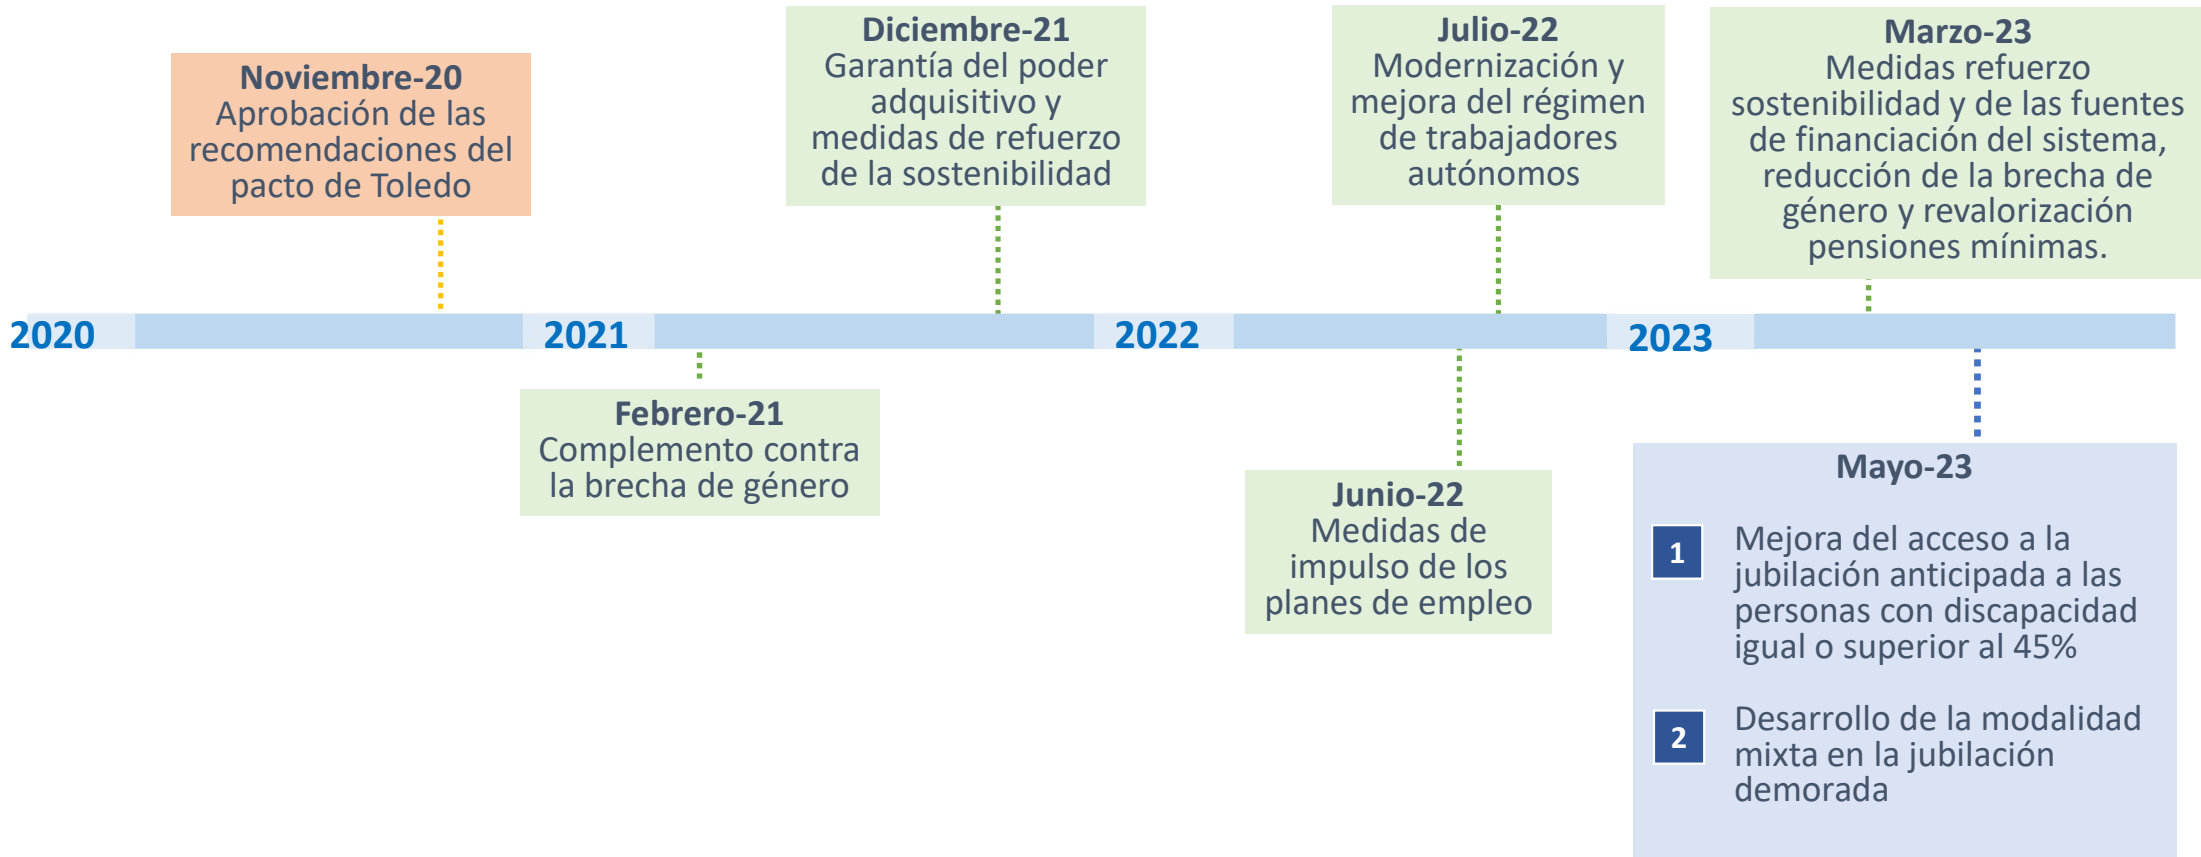 Noviembre-20
Aprobación de las
recomendaciones del
pacto de Toledo
Diciembre-21
Garantía del poder
adquisitivo y
medidas de refuerzo
de la sostenibilidad
Julio-22
Modernización y
mejora del régimen
de trabajadores
autónomos
Marzo-23
Medidas refuerzo
sostenibilidad y de las fuentes
de financiación del sistema,
reducción de la brecha de
género y revalorización
pensiones mínimas.
2020
2021
2022
2023
Febrero-21
Complemento contra
la brecha de género
Junio-22
Medidas de
impulso de los
planes de empleo
Mayo-23
1
Mejora del acceso a la
jubilación anticipada a las
personas con discapacidad
igual o superior al 45%
2
Desarrollo de la modalidad
mixta en la jubilación
demorada